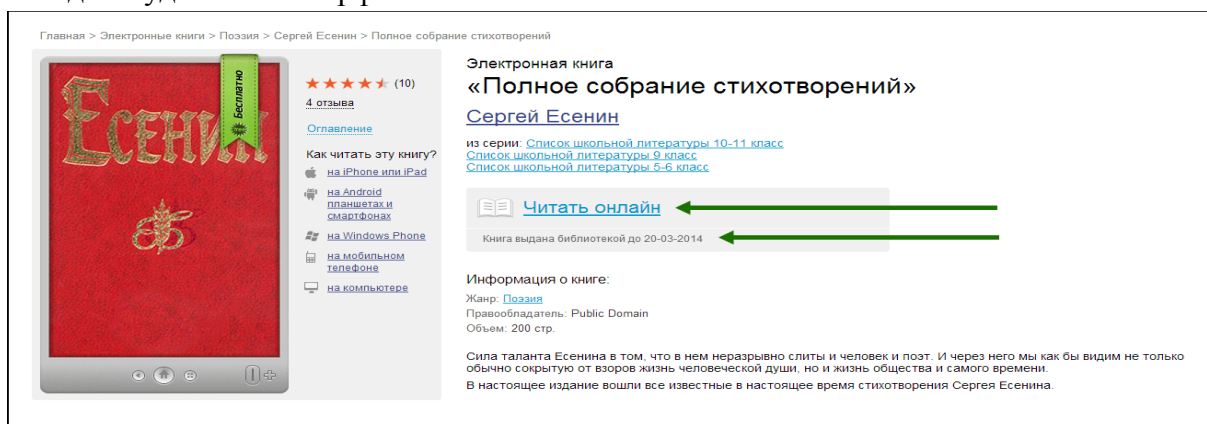 Главная > Электронные книги > Поэзия > Сергей Есенин > Полное собрание стихотворений
Есенин
Бесплатно
(10)
4 отзыва
Оглавление
Как читать эту книгу?
на iPhone или iPad
на Android
планшетах и
смартфонах
на Windows Phone
на мобильном
телефоне
на компьютере
Электронная книга
«Полное собрание стихотворений»
Сергей Есенин
из серии: Список школьной литературы 10-11 класс
Список школьной литературы 9 класс
Список школьной литературы 5-6 класс
Читать онлайн
Книга выдана библиотекой до 20-03-2014
Информация о книге:
Жанр: Поэзия
Правообладатель: Public Domain
Объем: 200 стр.
Сила таланта Есенина в том, что в нем неразрывно слиты и человек и поэт. И через него мы как бы видим не только
обычно сокрытую от взоров жизнь человеческой души, но и жизнь общества и самого времени.
В настоящее издание вошли все известные в настоящее время стихотворения Сергея Есенина.